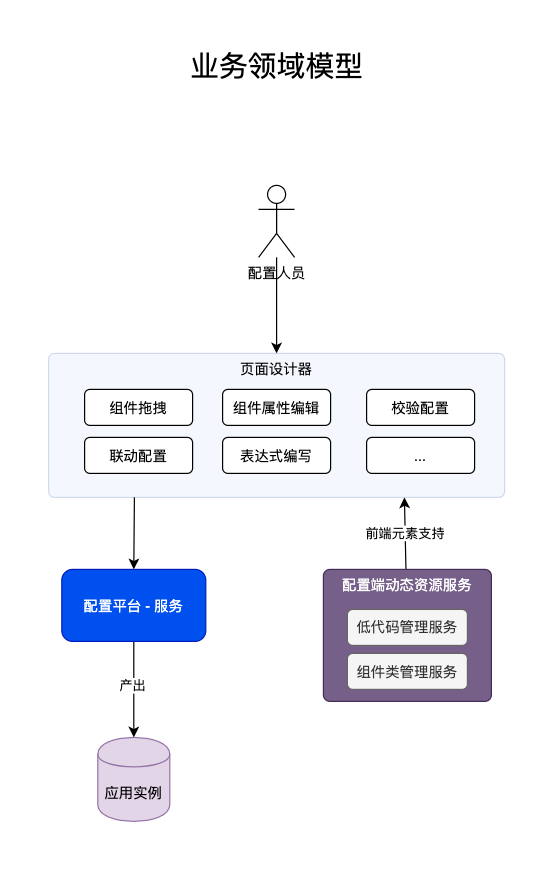 业务领域模型
配置人员
页面设计器
组件拖拽
组件属性编辑
校验配置
联动配置
表达式编写
...
前端元素支持
配置平台 - 服务
配置端动态资源服务
低代码管理服务
组件类管理服务
产出
应用实例